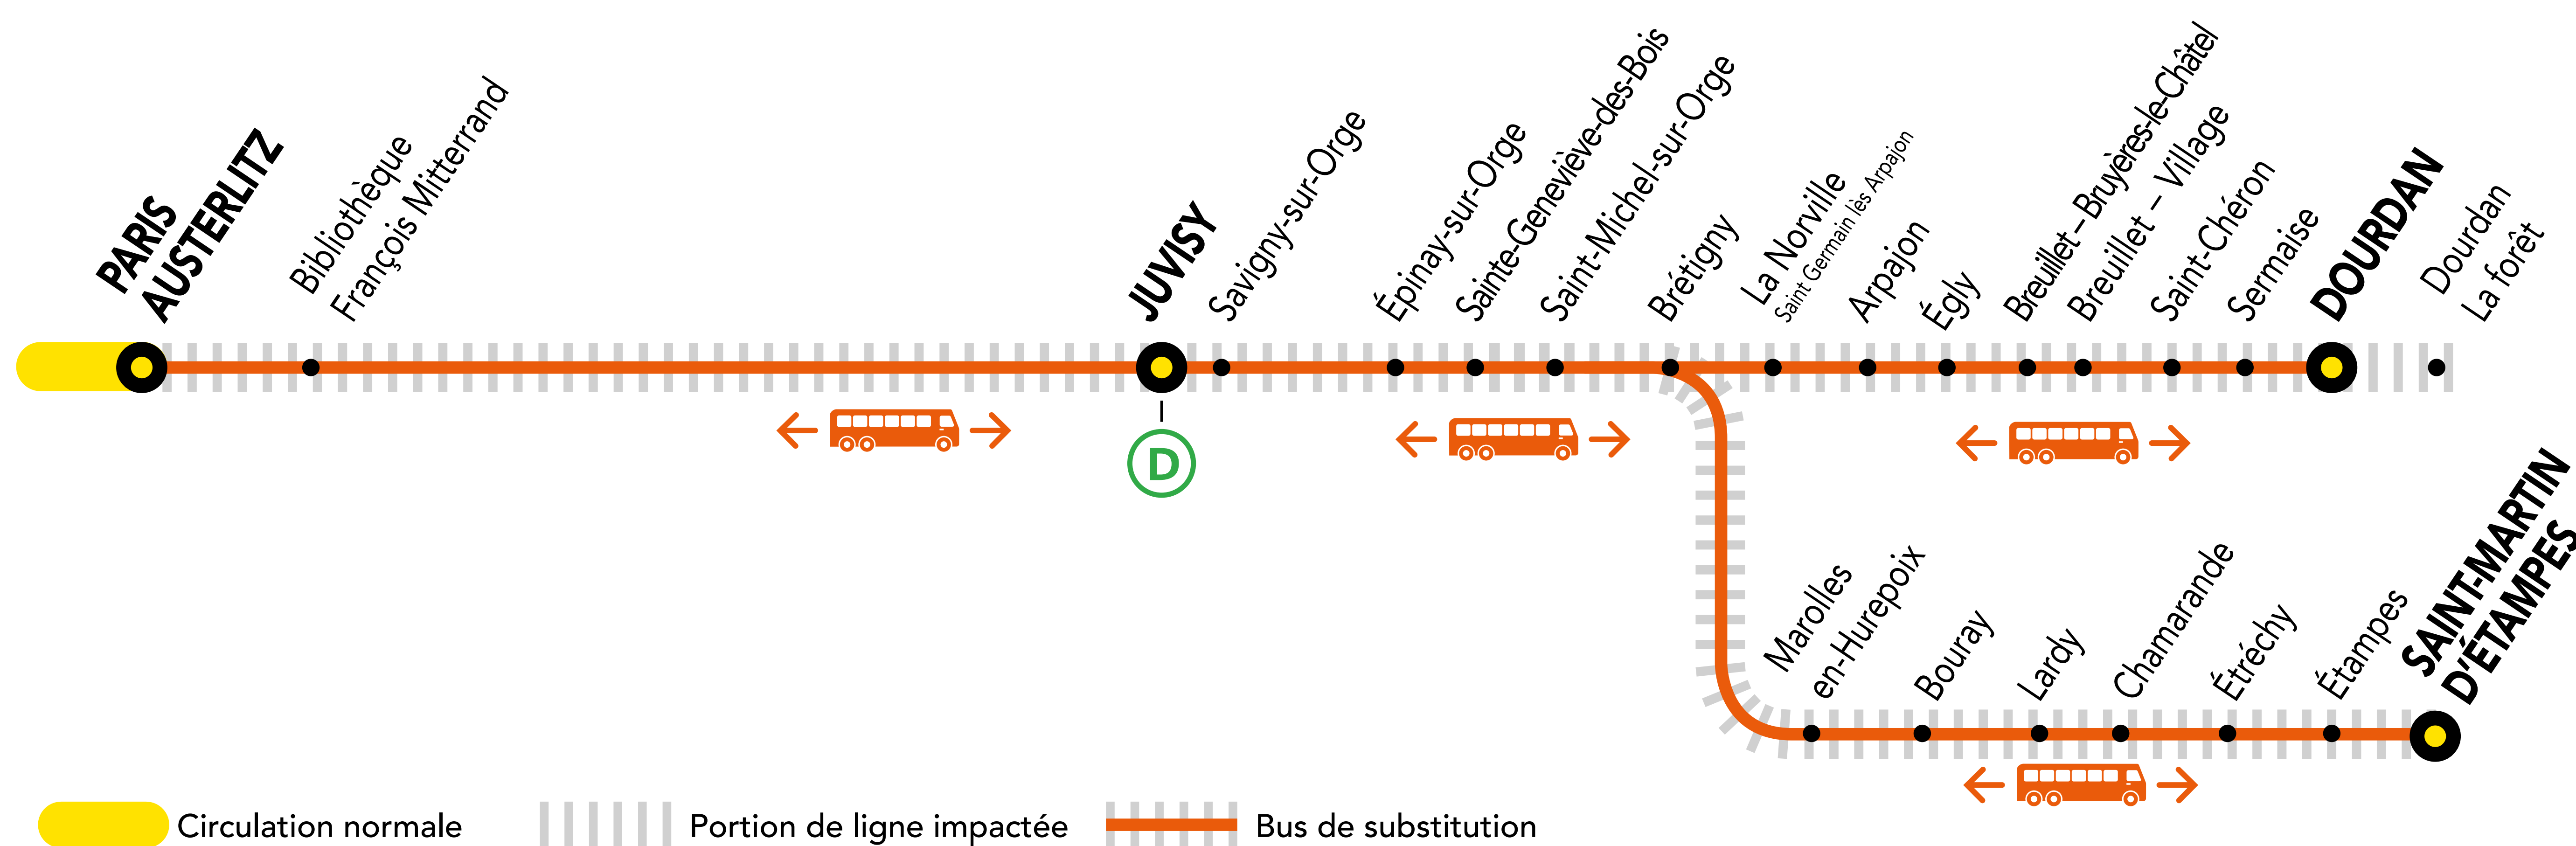 PARIS
AUSTERLITZ
Bibliothèque
François Mitterrand
JUVISY
Savigny-sur-Orge
Épinay-sur-Orge
Sainte-Geneviève-des-Bois
Saint-Michel-sur-Orge
Brétigny
La Norville
Saint Germain lès Arpajon
Arpajon
Égly
Breuillet – Bruyères-le-Châtel
Breuillet – Village
Saint-Chéron
Sermaise
DOURDAN
Dourdan
La forêt
D
Marolles
en-Hurepoix
Bouray
Lardy
Chamarande
Étréchy
Étampes
SAINT-MARTIN
D'ÉTAMPES
Circulation normale
Portion de ligne impactée
Bus de substitution